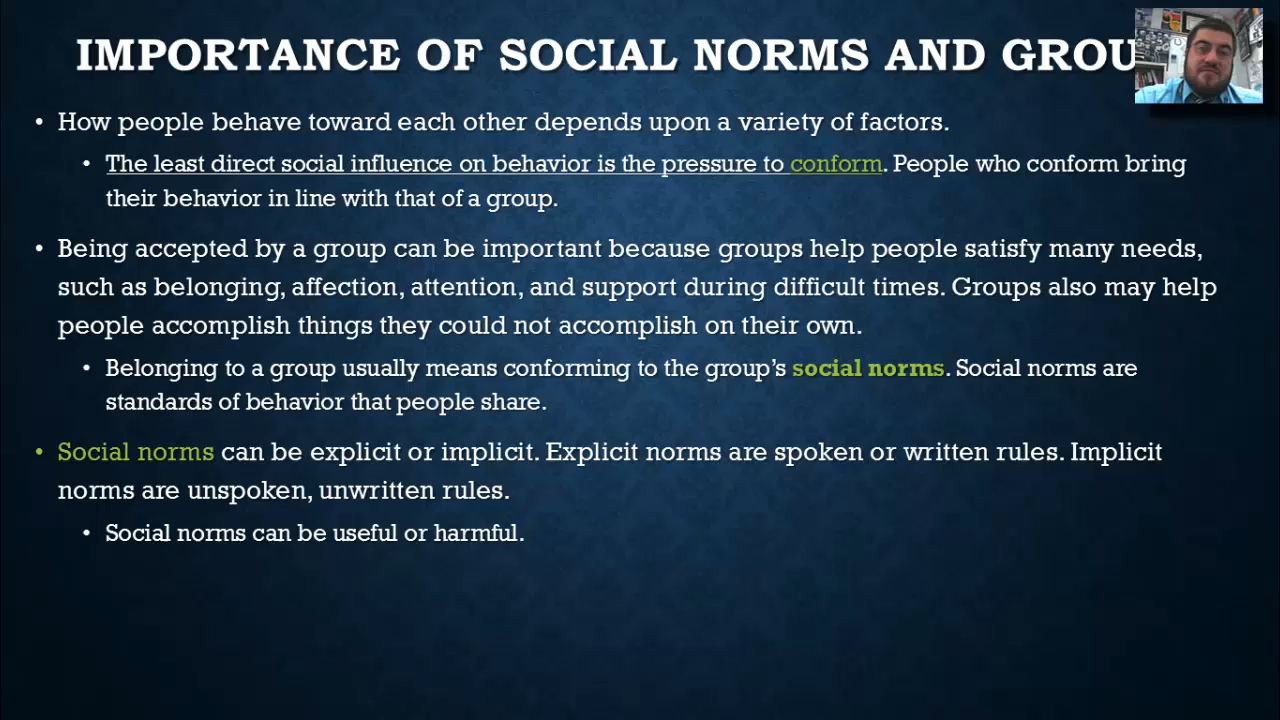 IMPORTANCE OF SOCIAL NORMS AND GROU
• How people behave toward each other depends upon a variety of factors.
• The least direct social influence on behavior is the pressure to conform. People who conform bring
their behavior in line with that of a group.
• Being accepted by a group can be important because groups help people satisfy many needs,
such as belonging, affection, attention, and support during difficult times. Groups also may help
people accomplish things they could not accomplish on their own.
• Belonging to a group usually means conforming to the group’s social norms. Social norms are
standards of behavior that people share.
• Social norms can be explicit or implicit. Explicit norms are spoken or written rules. Implicit
norms are unspoken, unwritten rules.
• Social norms can be useful or harmful.